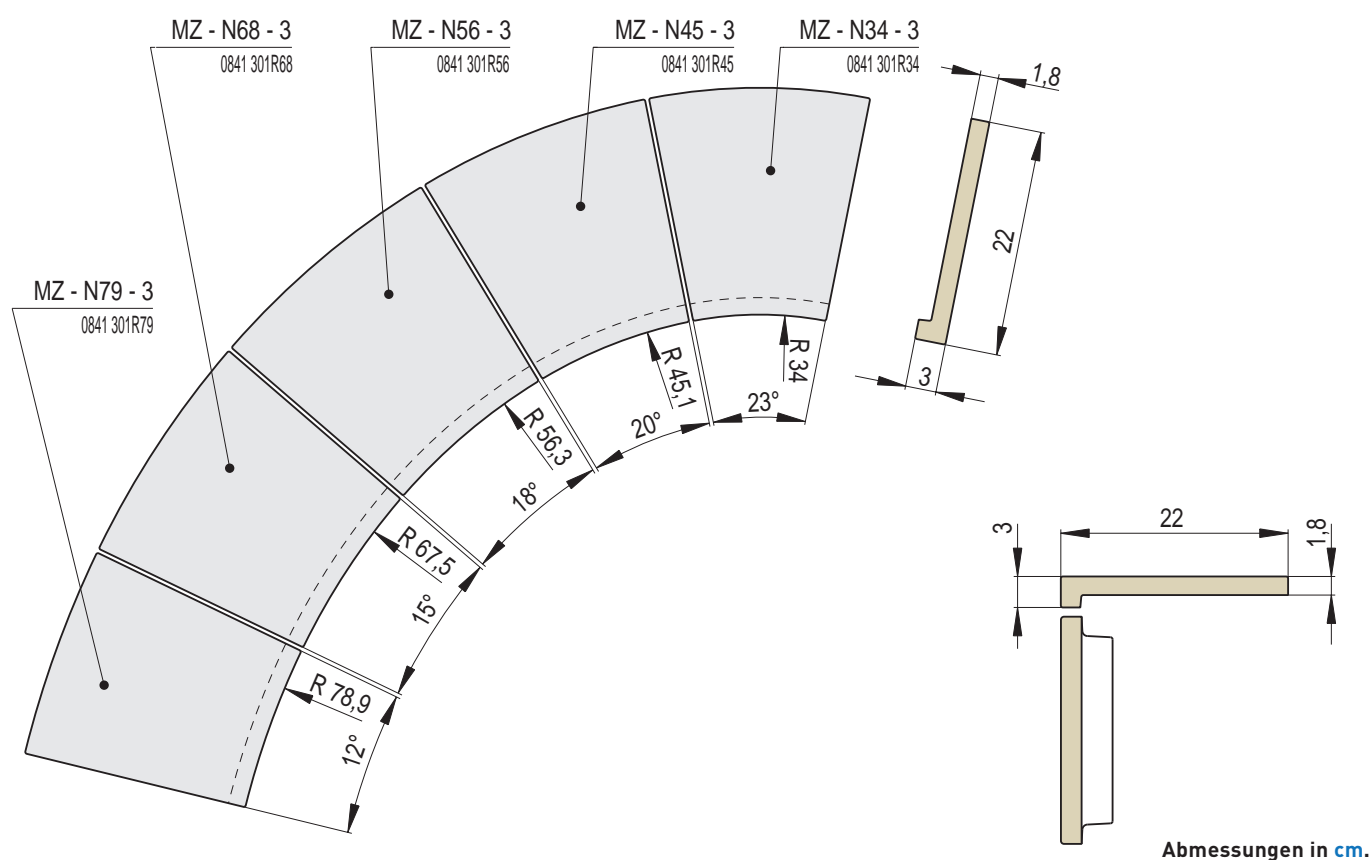 MZ - N68 - 3
0841 301R68
MZ - N56 - 3
0841 301R56
MZ - N45 - 3
0841 301R45
MZ - N34 - 3
0841 301R34
1,8
22
3
MZ - N79 - 3
0841 301R79
R 34
R 45,1
23°
20°
R 56,3
18°
R 67,5
15°
R 78,9
12°
3
22
1,8
Abmessungen in cm.